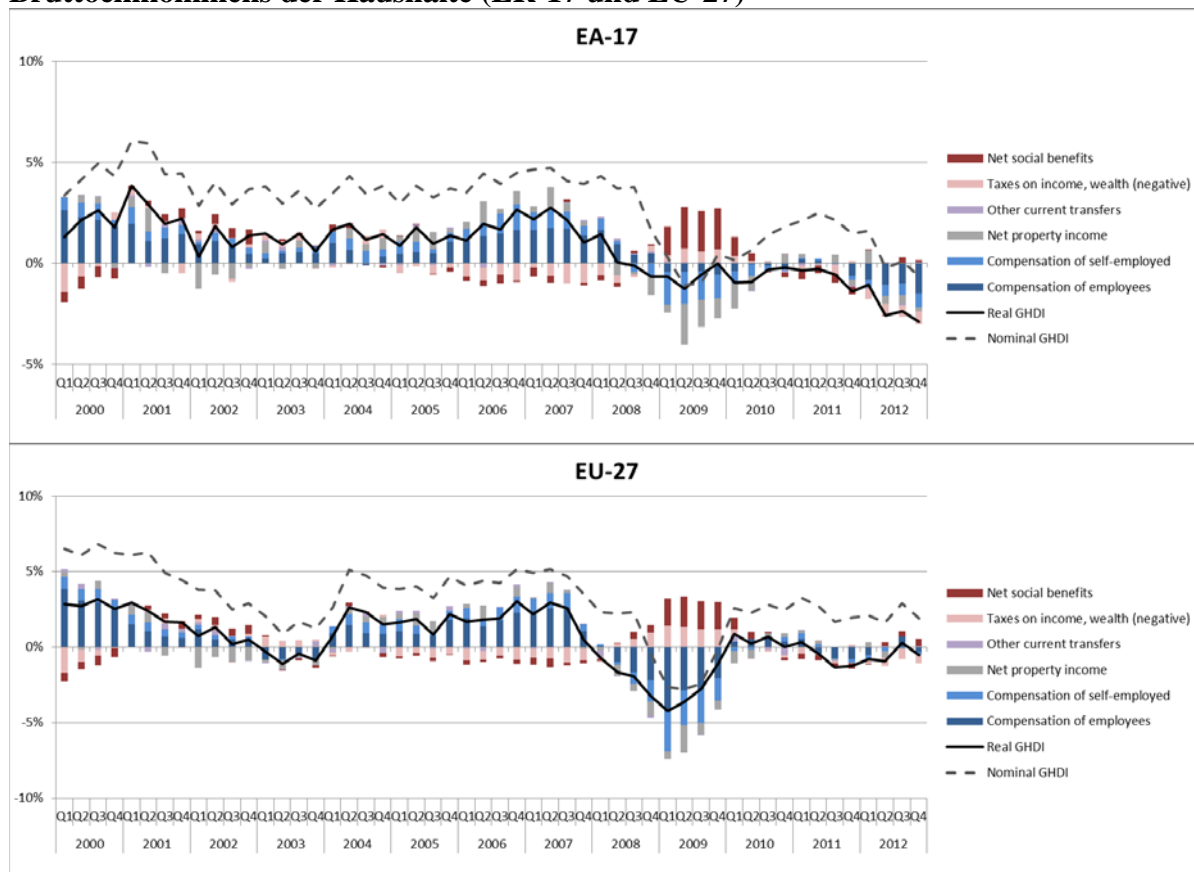 Bruttoeinkommens der Haushalte (ER-17 und EU-27)
EA-17
10%
5%
0%
-5%
Q1Q2Q3Q4Q1Q2Q3Q4Q1Q2Q3Q4Q1Q2Q3Q4Q1Q2Q3Q4Q1Q2Q3Q4Q1Q2Q3Q4Q1Q2Q3Q4Q1Q2Q3Q4Q1Q2Q3Q4Q1Q2Q3Q4Q1Q2Q3Q4Q1Q2Q3Q4
2000 2001 2002 2003 2004 2005 2006 2007 2008 2009 2010 2011 2012
Net social benefits
Taxes on income, wealth (negative)
Other current transfers
Net property income
Compensation of self-employed
Compensation of employees
Real GHDI
Nominal GHDI
EU-27
10%
5%
0%
-5%
-10%
Q1Q2Q3Q4Q1Q2Q3Q4Q1Q2Q3Q4Q1Q2Q3Q4Q1Q2Q3Q4Q1Q2Q3Q4Q1Q2Q3Q4Q1Q2Q3Q4Q1Q2Q3Q4Q1Q2Q3Q4Q1Q2Q3Q4Q1Q2Q3Q4Q1Q2Q3Q4
2000 2001 2002 2003 2004 2005 2006 2007 2008 2009 2010 2011 2012
Net social benefits
Taxes on income, wealth (negative)
Other current transfers
Net property income
Compensation of self-employed
Compensation of employees
Real GHDI
Nominal GHDI